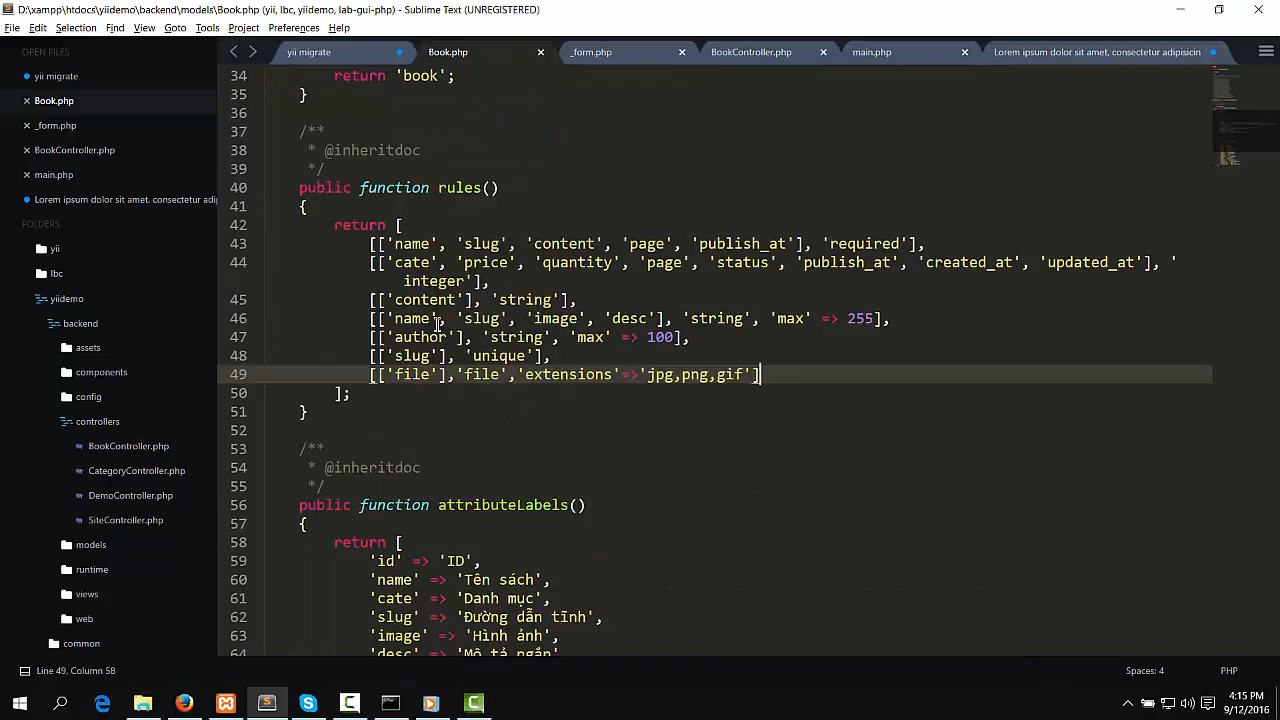 D:\xampp\htdocs\yiidemo\backend\models\Book.php (yii, lbc, yiidemo, lab-gui-php) - Sublime Text (UNREGISTERED)
File Edit Selection Find View Goto Tools Project Preferences Help
OPEN FILES
yii migrate
Book.php
_form.php
BookController.php
main.php
Lorem ipsum dolor sit amet, consectetur adipisicin
yii migrate
Book.php
_form.php
BookController.php
main.php
Lorem ipsum dolor sit amet, consectetur adipisicin
FOLDERS
yii
lbc
yiidemo
backend
assets
components
config
controllers
BookController.php
CategoryController.php
DemoController.php
SiteController.php
models
runtime
views
web
common
34 return 'book';
35 }
36
37 /**
38 * @inheritdoc
39 */
40 public function rules()
41 {
42 return [
43 [['name', 'slug', 'content', 'page', 'publish_at'], 'required'],
44 [['cate', 'price', 'quantity', 'page', 'status', 'publish_at', 'created_at', 'updated_at'], '
integer'],
45 [['content'], 'string'],
46 [['name', 'slug', 'image', 'desc'], 'string', 'max' => 255],
47 [['author'], 'string', 'max' => 100],
48 [['slug'], 'unique'],
49 [['file'],'file','extensions'=>'jpg,png,gif']
50 ];
51 }
52
53 /**
54 * @inheritdoc
55 */
56 public function attributeLabels()
57 {
58 return [
59 'id' => 'ID',
60 'name' => 'Tên sách',
61 'cate' => 'Danh mục',
62 'slug' => 'Đường dẫn tĩnh',
63 'image' => 'Hình ảnh',
64 'desc' => 'Mô tả ngắn'
Line 49, Column 58
Spaces: 4
PHP
4:15 PM
9/12/2016